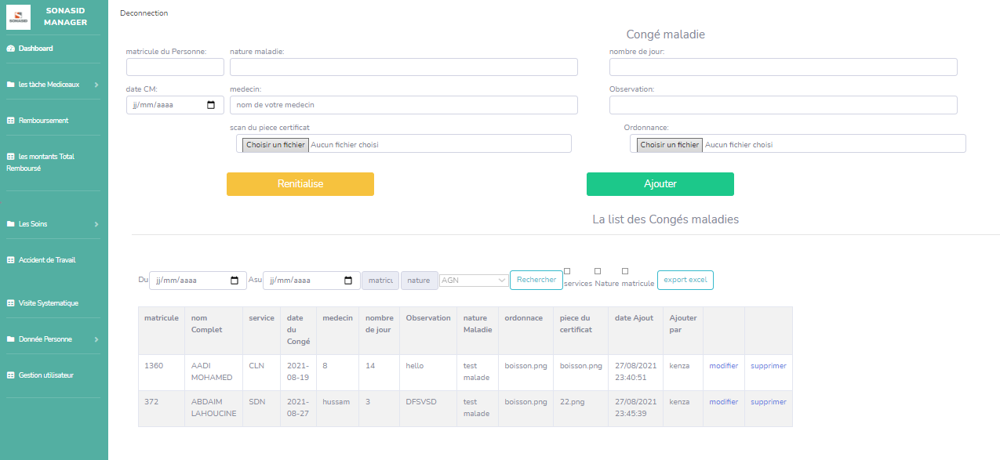 SONASID
SONASID
MANAGER
Dashboard
les tâche Mediceaux
Remboursement
les montants Total
Remboursé
Les Soins
Accident de Travail
Visite Systematique
Donnée Personne
Gestion utilisateur
Deconnection
Congé maladie
matricule du Personne: nature maladie: nombre de jour:
date CM: medecin: Observation:
jj/mm/aaaa nom de votre medecin
scan du piece certificat Ordonnance:
Choisir un fichier Aucun fichier choisi Choisir un fichier Aucun fichier choisi
Renitialise Ajouter
La list des Congés maladies
Du jj/mm/aaaa Asu jj/mm/aaaa matricu nature AGN Rechercher services Nature matricule export excel
matricule nom Complet service date du Congé medecin nombre de jour Observation nature Maladie ordonnace piece du certificat date Ajout Ajouter par
1360 AADI MOHAMED CLN 2021-08-19 8 14 hello test malade boisson.png boisson.png 27/08/2021 23:40:51 kenza modifier supprimer
372 ABDAIM LAHOUCINE SDN 2021-08-27 hussam 3 DFSVSD test malade boisson.png 22.png 27/08/2021 23:45:39 kenza modifier supprimer